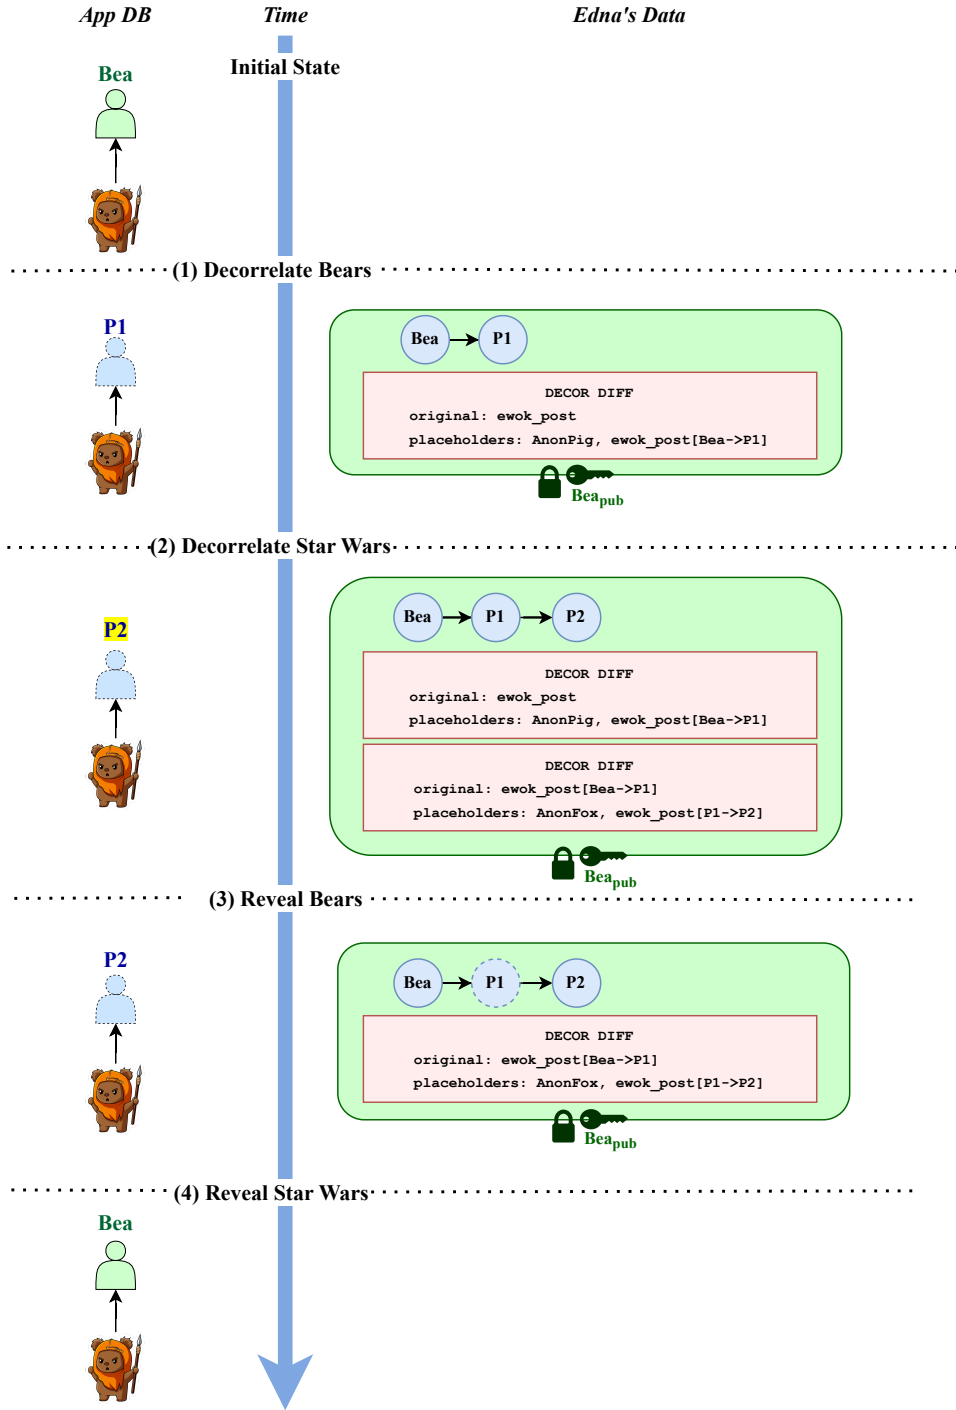 App DB Time Edna's Data
Initial State
Bea
(1) Decorrelate Bears
P1
Bea P1
DECOR DIFF
original: ewok_post
placeholders: AnonPig, ewok_post[Bea->P1]
Bea_pub
(2) Decorrelate Star Wars
P2
Bea P1 P2
DECOR DIFF
original: ewok_post
placeholders: AnonPig, ewok_post[Bea->P1]
DECOR DIFF
original: ewok_post[Bea->P1]
placeholders: AnonFox, ewok_post[P1->P2]
Bea_pub
(3) Reveal Bears
P2
Bea P1 P2
DECOR DIFF
original: ewok_post[Bea->P1]
placeholders: AnonFox, ewok_post[P1->P2]
Bea_pub
(4) Reveal Star Wars
Bea